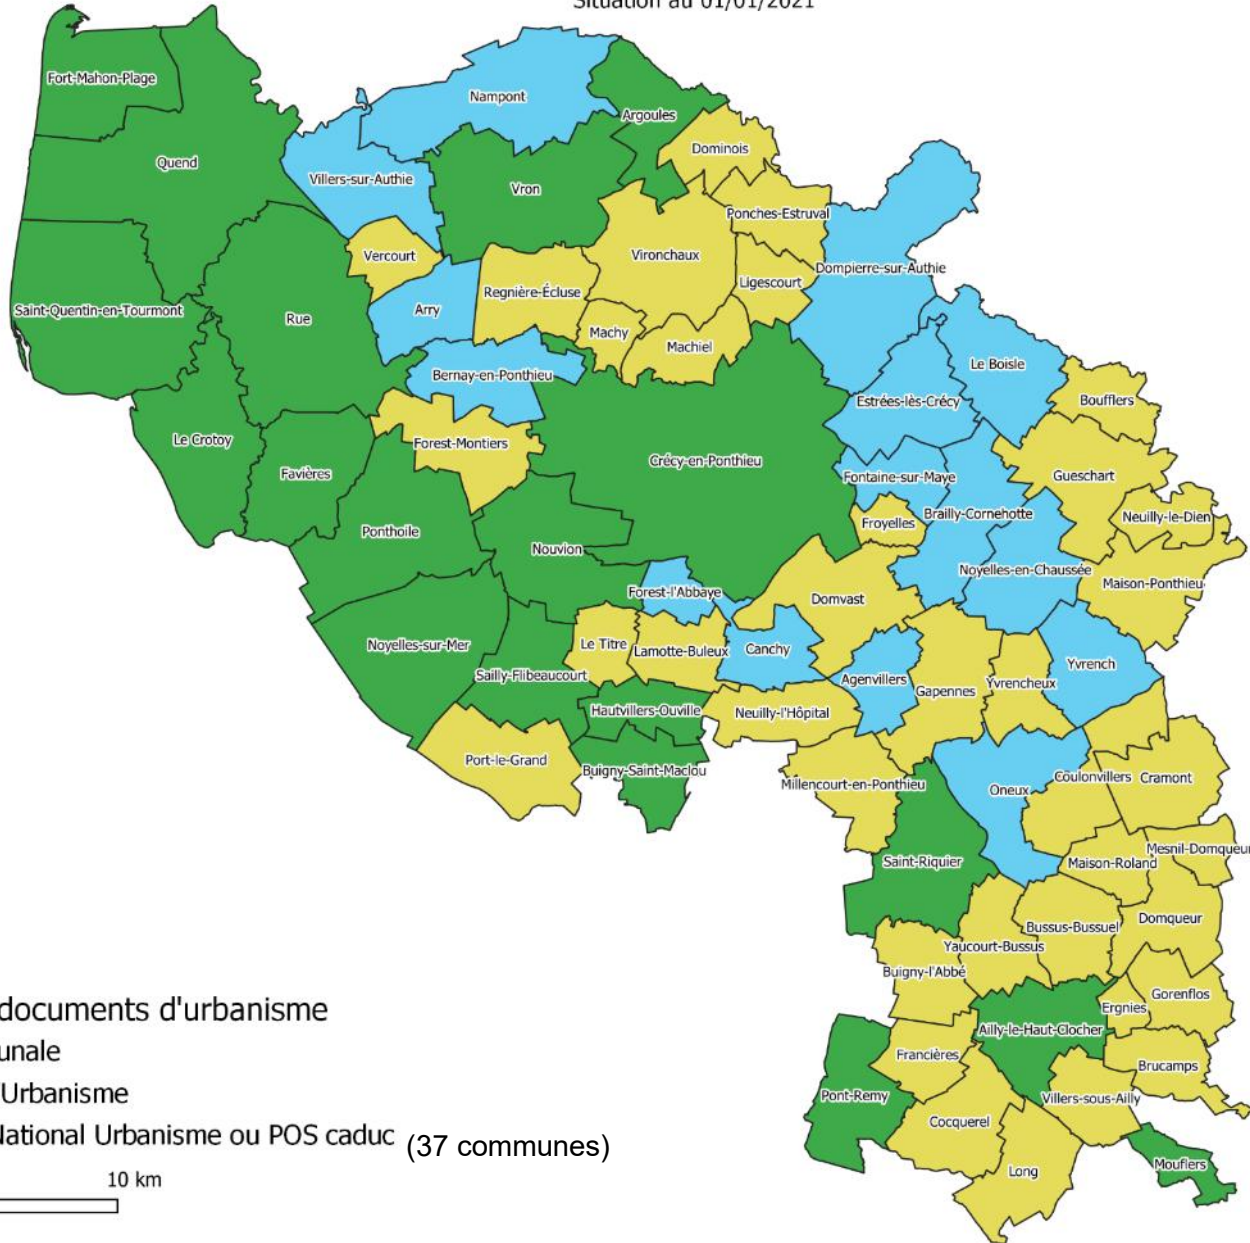 Situation au 01/01/2021
Fort-Mahon-Plage
Nampont
Argoules
Dominois
Quend
Villers-sur-Authie
Vron
Ponches-Estruval
Vercourt
Vironchaux
Dompierre-sur-Authie
Ligescourt
Regnière-Écluse
Saint-Quentin-en-Tourmont
Arry
Rue
Machy
Machiel
Le Boisle
Bernay-en-Ponthieu
Boufflers
Estrées-lès-Crécy
Le Crotoy
Forest-Montiers
Crécy-en-Ponthieu
Favières
Fontaine-sur-Maye
Gueschart
Brailly-Cornehotte
Neuilly-le-Dien
Froyelles
Ponthoile
Nouvion
Noyelles-en-Chaussée
Maison-Ponthieu
Forest-l'Abbaye
Domvast
Noyelles-sur-Mer
Le Titre
Lamotte-Buleux
Canchy
Yvrench
Sailly-Flibeaucourt
Agenvillers
Gapennes
Yvrencheux
Hautvillers-Ouville
Neuilly-l'Hôpital
Port-le-Grand
Buigny-Saint-Maclou
Millencourt-en-Ponthieu
Oneux
Coulonvillers
Cramont
Saint-Riquier
Maison-Roland
Mesnil-Domqueur
Bussus-Bussuel
Domqueur
Yaucourt-Bussus
Buigny-l'Abbé
Gorenflos
Ergnies
Ailly-le-Haut-Clocher
Francières
Brucamps
Pont-Remy
Villers-sous-Ailly
Cocquerel
Mouflers
Long
documents d'urbanisme
unale
Urbanisme
National Urbanisme ou POS caduc (37 communes)
10 km